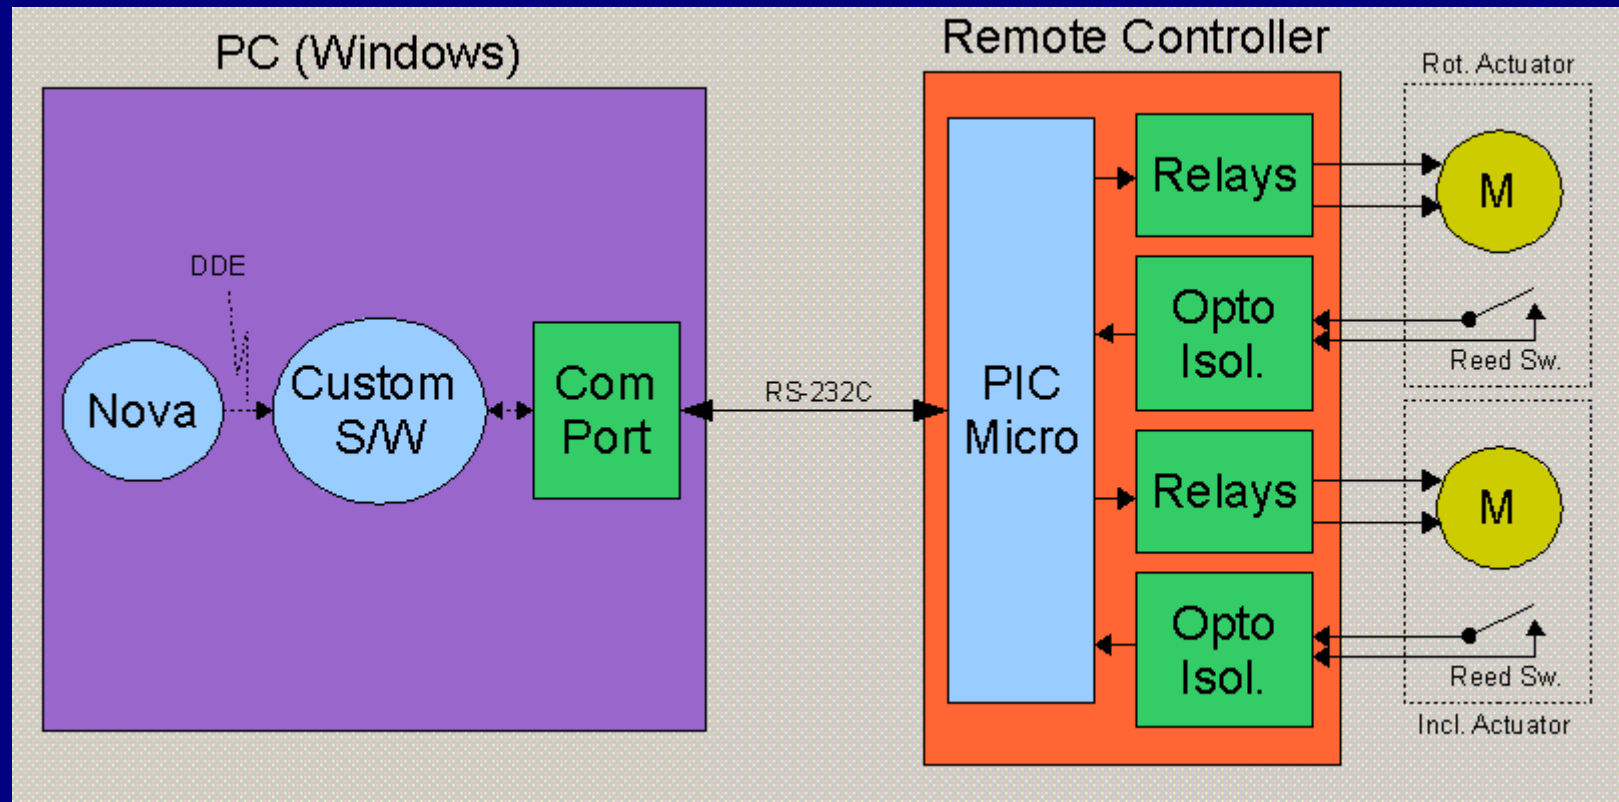 PC (Windows)
DDE
Nova
Custom
S/W
Com
Port
RS-232C
Remote Controller
PIC
Micro
Relays
Opto
Isol.
Relays
Opto
Isol.
Rot. Actuator
M
Reed Sw.
M
Reed Sw.
Incl. Actuator